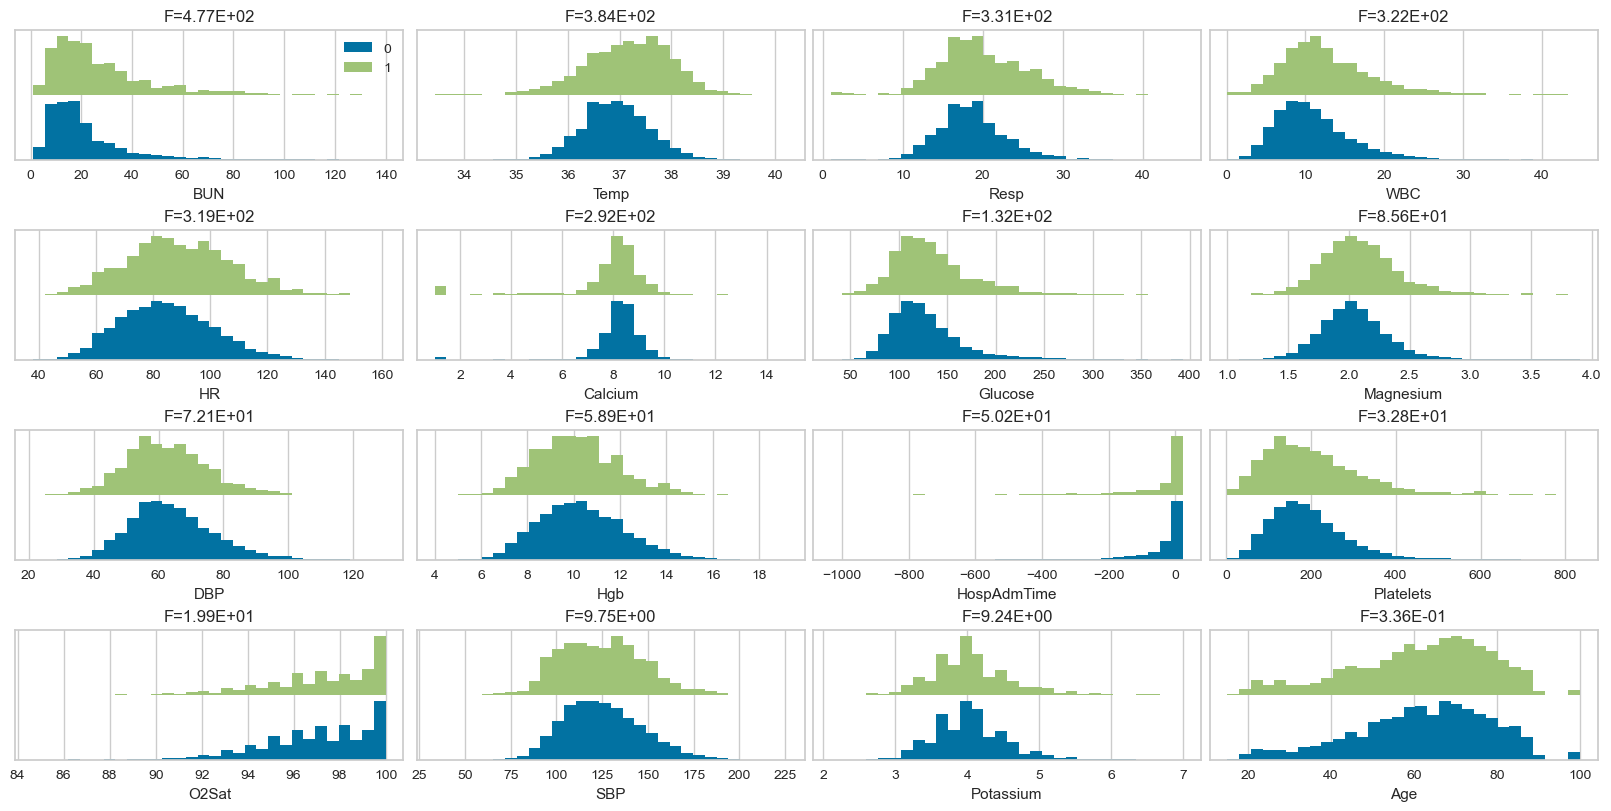 F=4.77E+02 F=3.84E+02 F=3.31E+02 F=3.22E+02
0
1
0 20 40 60 80 100 120 140 34 35 36 37 38 39 40 0 10 20 30 40 0 10 20 30 40
BUN Temp Resp WBC
F=3.19E+02 F=2.92E+02 F=1.32E+02 F=8.56E+01
40 60 80 100 120 140 160 2 4 6 8 10 12 14 50 100 150 200 250 300 350 400 1.0 1.5 2.0 2.5 3.0 3.5 4.0
HR Calcium Glucose Magnesium
F=7.21E+01 F=5.89E+01 F=5.02E+01 F=3.28E+01
20 40 60 80 100 120 4 6 8 10 12 14 16 18 −1000 −800 −600 −400 −200 0 0 200 400 600 800
DBP Hgb HospAdmTime Platelets
F=1.99E+01 F=9.75E+00 F=9.24E+00 F=3.36E-01
84 86 88 90 92 94 96 98 100 25 50 75 100 125 150 175 200 225 2 3 4 5 6 7 20 40 60 80 100
O2Sat SBP Potassium Age